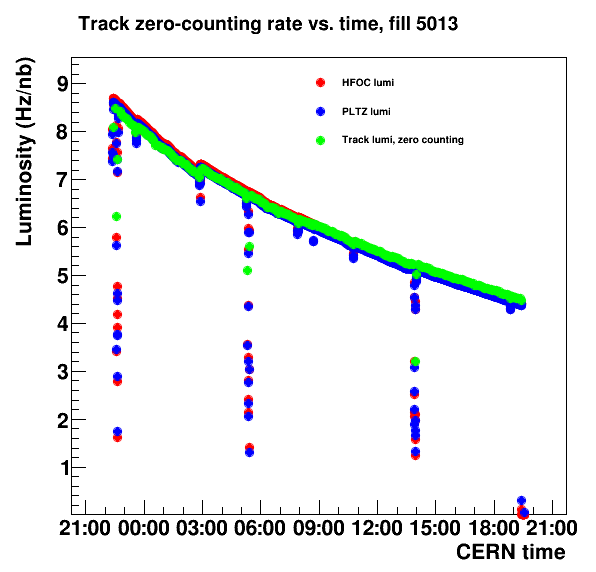 Track zero-counting rate vs. time, fill 5013
Luminosity (Hz/nb)
9
8
7
6
5
4
3
2
1
HFOC lumi
PLTZ lumi
Track lumi, zero counting
21:00 00:00 03:00 06:00 09:00 12:00 15:00 18:00 21:00
CERN time